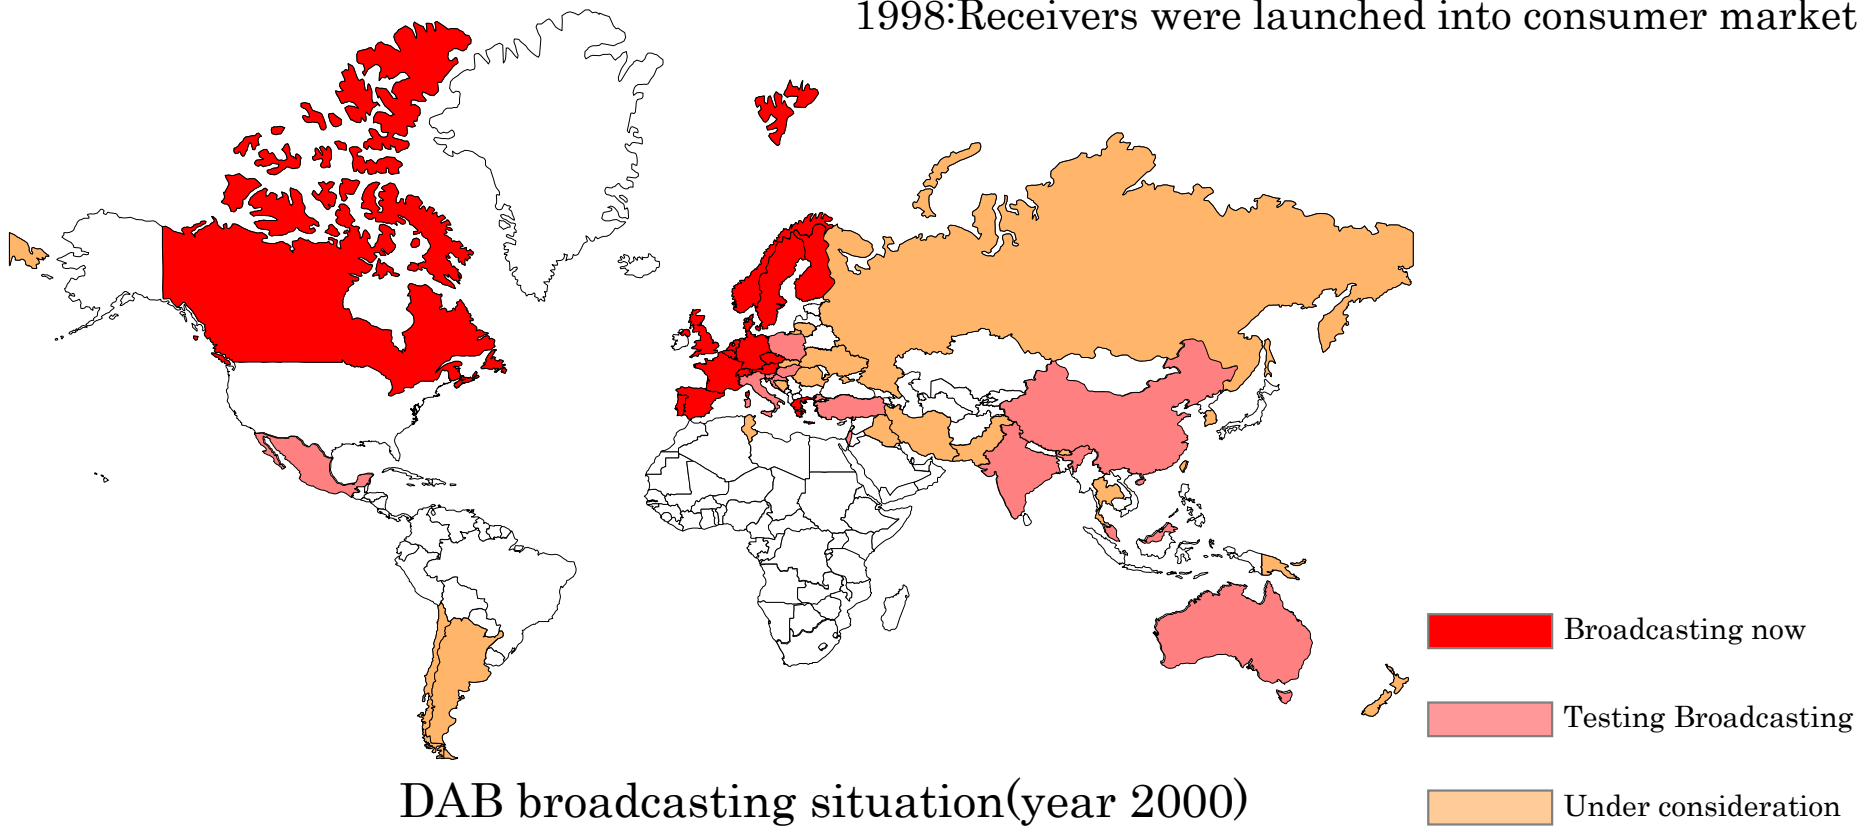 1998:Receivers were launched into consumer market
Broadcasting now
Testing Broadcasting
Under consideration
DAB broadcasting situation(year 2000)